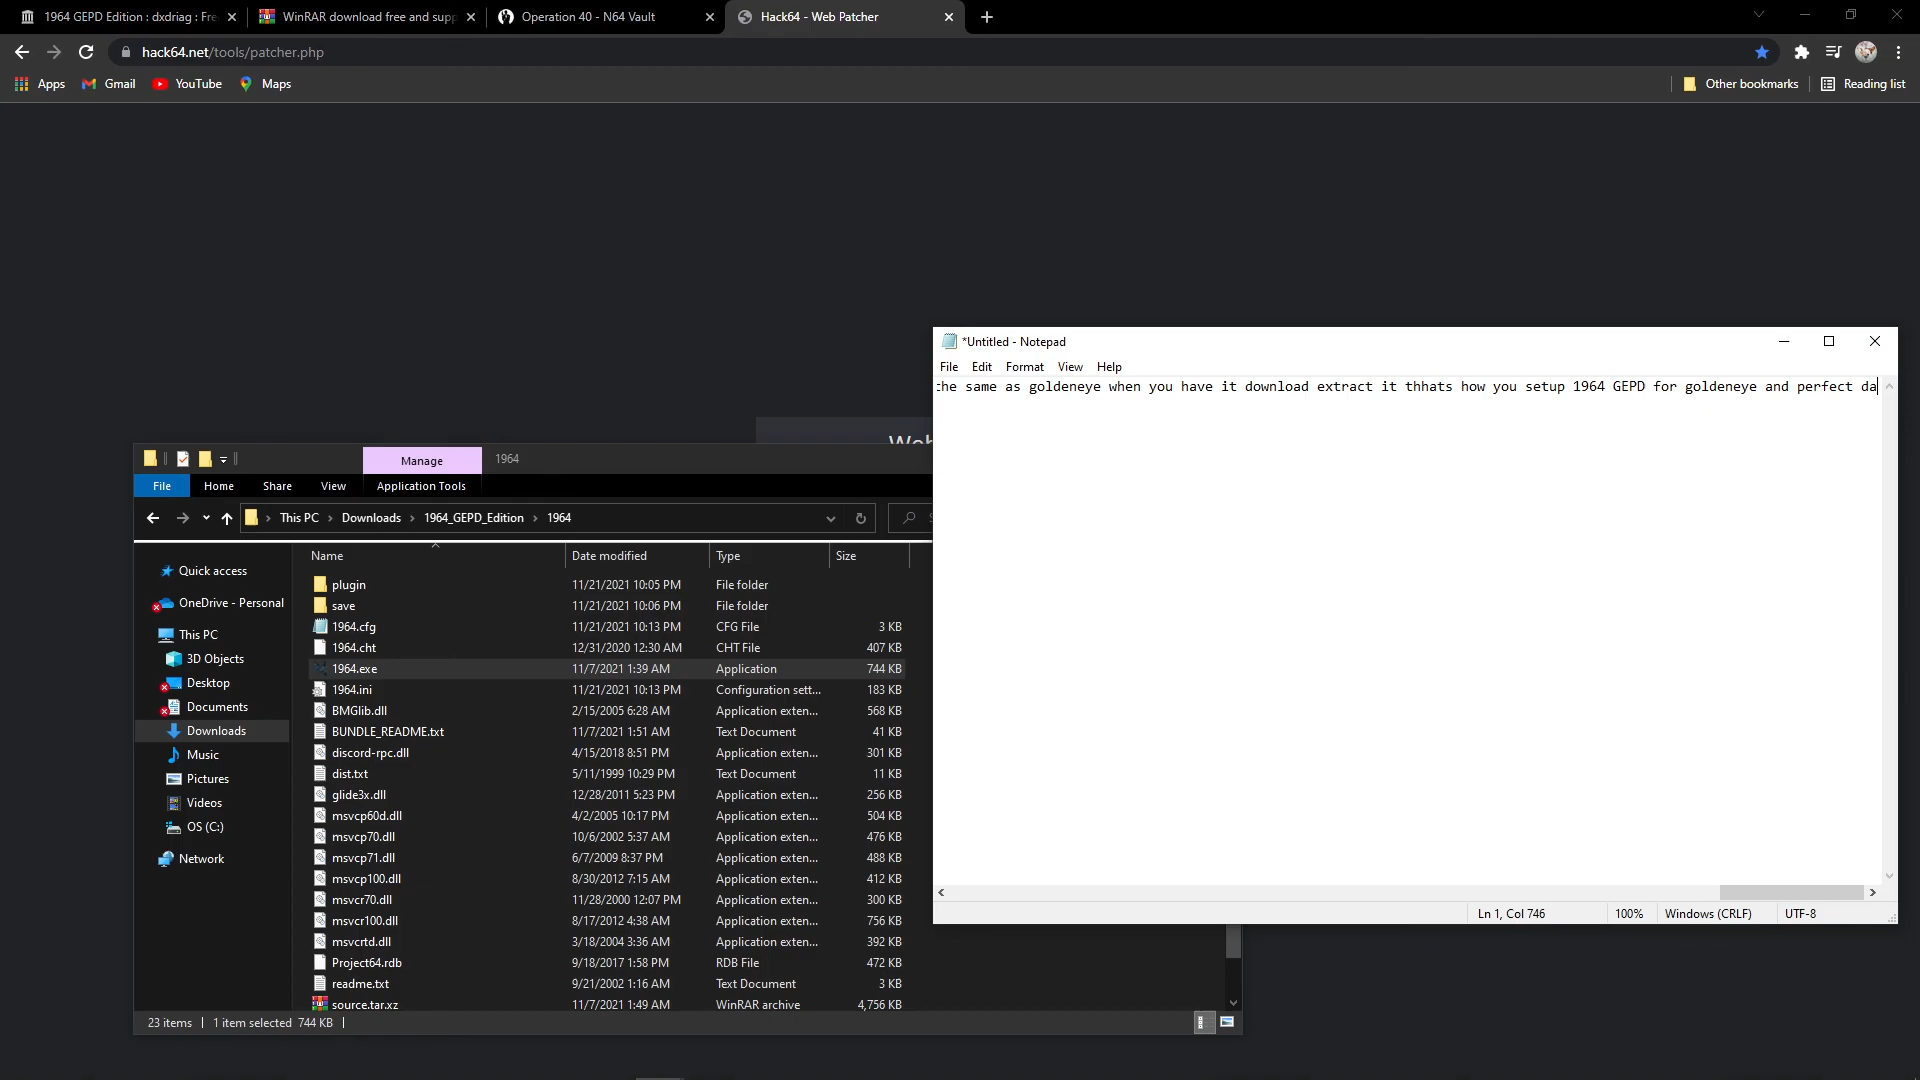 1964 GEPD Edition : dxdriag : Fre
WinRAR download free and supp
Operation 40 - N64 Vault
Hack64 - Web Patcher
hack64.net/tools/patcher.php
Apps
Gmail
YouTube
Maps
Other bookmarks
Reading list
*Untitled - Notepad
File Edit Format View Help
the same as goldeneye when you have it download extract it thhats how you setup 1964 GEPD for goldeneye and perfect da
Ln 1, Col 746
100%
Windows (CRLF)
UTF-8
Web
Manage
1964
File Home Share View Application Tools
This PC > Downloads > 1964_GEPD_Edition > 1964
Quick access
OneDrive - Personal
This PC
3D Objects
Desktop
Documents
Downloads
Music
Pictures
Videos
OS (C:)
Network
Name Date modified Type Size
plugin 11/21/2021 10:05 PM File folder
save 11/21/2021 10:06 PM File folder
1964.cfg 11/21/2021 10:13 PM CFG File 3 KB
1964.cht 12/31/2020 12:30 AM CHT File 407 KB
1964.exe 11/7/2021 1:39 AM Application 744 KB
1964.ini 11/21/2021 10:13 PM Configuration sett... 183 KB
BMGlib.dll 2/15/2005 6:28 AM Application exten... 568 KB
BUNDLE_README.txt 11/7/2021 1:51 AM Text Document 41 KB
discord-rpc.dll 4/15/2018 8:51 PM Application exten... 301 KB
dist.txt 5/11/1999 10:29 PM Text Document 11 KB
glide3x.dll 12/28/2011 5:23 PM Application exten... 256 KB
msvcp60d.dll 4/2/2005 10:17 PM Application exten... 504 KB
msvcp70.dll 10/6/2002 5:37 AM Application exten... 476 KB
msvcp71.dll 6/7/2009 8:37 PM Application exten... 488 KB
msvcp100.dll 8/30/2012 7:15 AM Application exten... 412 KB
msvcr70.dll 11/28/2000 12:07 PM Application exten... 300 KB
msvcr100.dll 8/17/2012 4:38 AM Application exten... 756 KB
msvcrtd.dll 3/18/2004 3:36 AM Application exten... 392 KB
Project64.rdb 9/18/2017 1:58 PM RDB File 472 KB
readme.txt 9/21/2002 1:16 AM Text Document 3 KB
source.tar.xz 11/7/2021 1:49 AM WinRAR archive 4,756 KB
23 items 1 item selected 744 KB